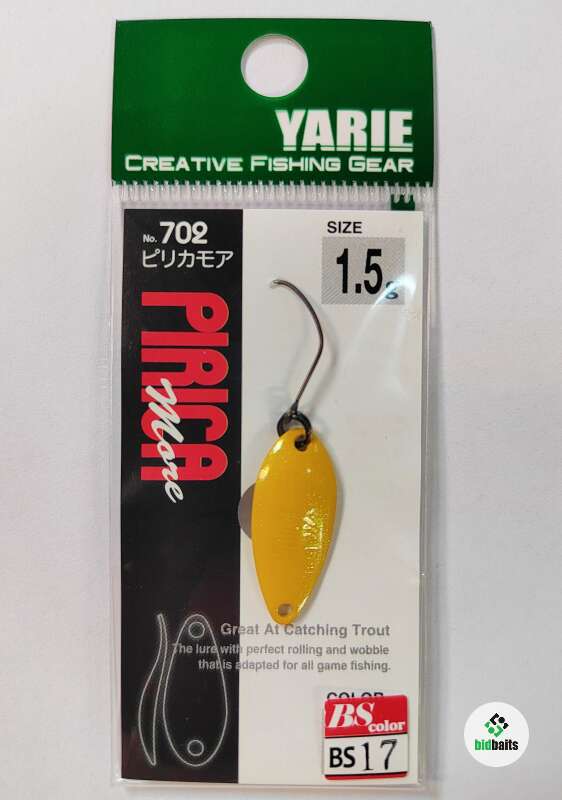 YARIE
CREATIVE FISHING GEAR
No. 702
ピリカモア
SIZE
1.5g
PIRICA
More
Great At Catching Trout
The lure with perfect rolling and wobble
that is adapted for all game fishing.
COLOR
BS color
BS 17
bidbaits